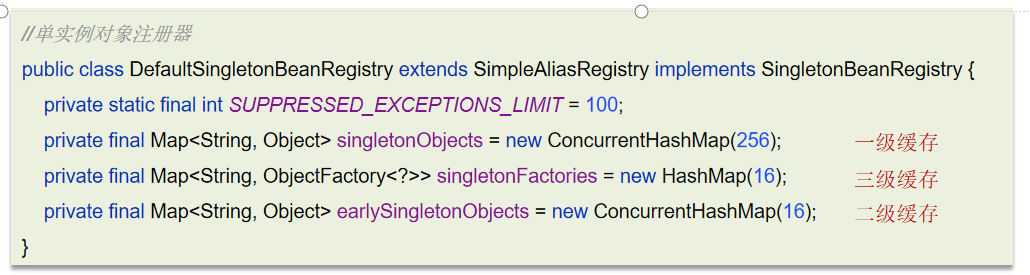 //单实例对象注册器
public class DefaultSingletonBeanRegistry extends SimpleAliasRegistry implements SingletonBeanRegistry {
private static final int SUPPRESSED_EXCEPTIONS_LIMIT = 100;
private final Map<String, Object> singletonObjects = new ConcurrentHashMap(256); 一级缓存
private final Map<String, ObjectFactory<?>> singletonFactories = new HashMap(16); 三级缓存
private final Map<String, Object> earlySingletonObjects = new ConcurrentHashMap(16); 二级缓存
}